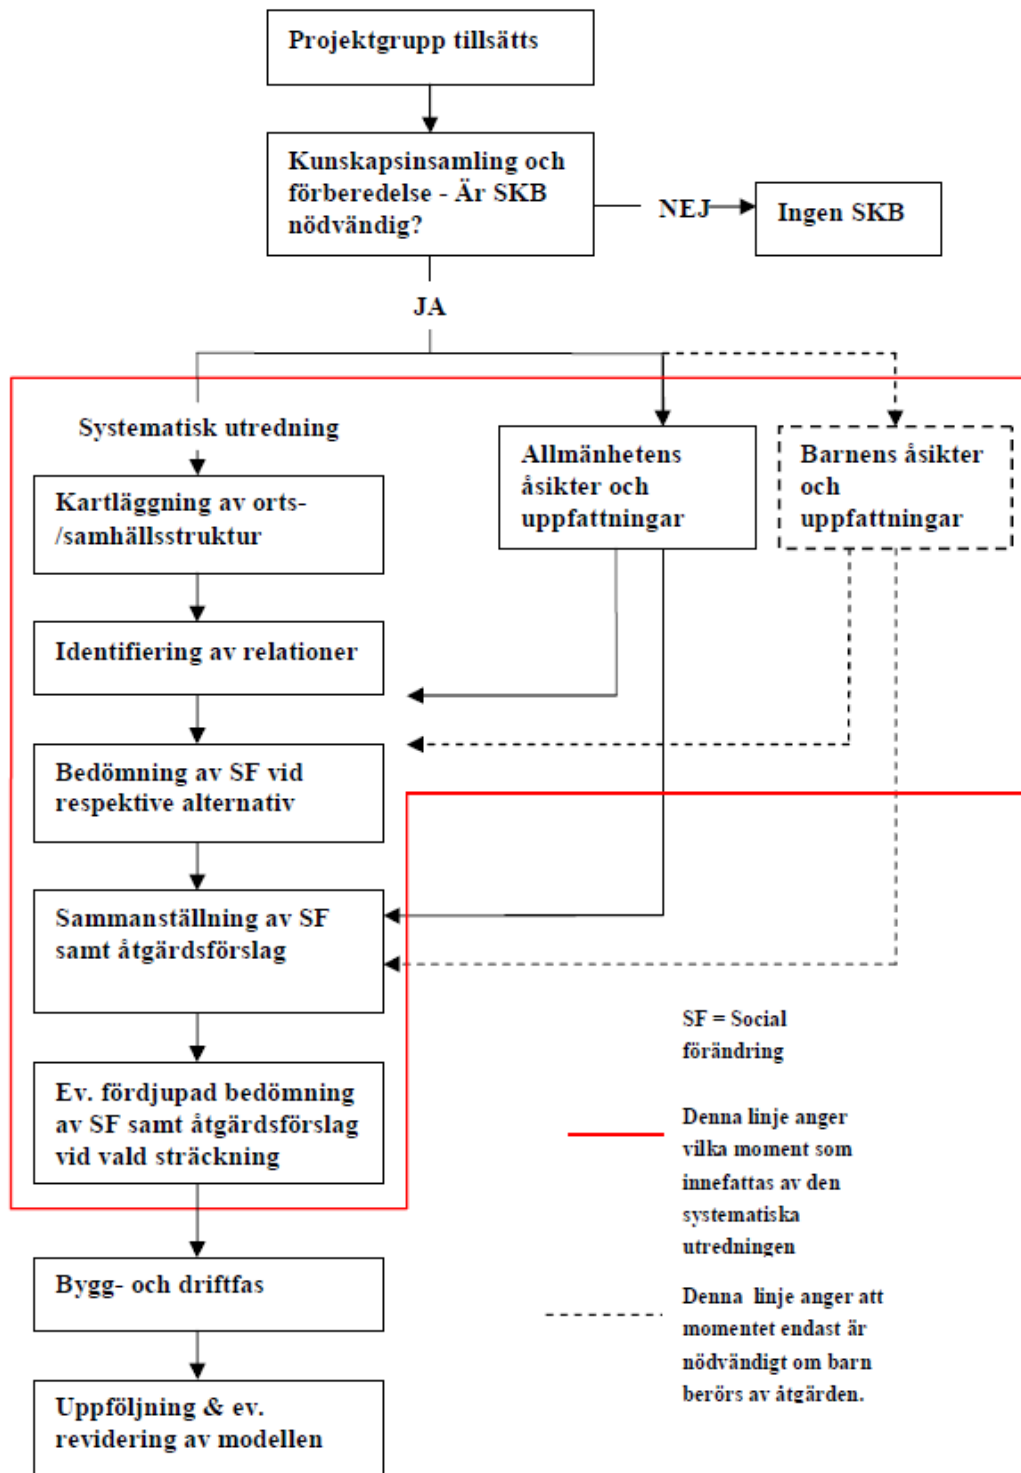 Projektgrupp tillsätts
Kunskapsinsamling och
förberedelse - Är SKB
nödvändig?
NEJ
Ingen SKB
JA
Systematisk utredning
Allmänhetens
åsikter och
uppfattningar
Barnens åsikter
och
uppfattningar
Kartläggning av orts-
/samhällsstruktur
Identifiering av relationer
Bedömning av SF vid
respektive alternativ
Sammanställning av SF
samt åtgärdsförslag
Ev. fördjupad bedömning
av SF samt åtgärdsförslag
vid vald sträckning
Bygg- och driftfas
Uppföljning & ev.
revidering av modellen
SF = Social
förändring
Denna linje anger
vilka moment som
innefattas av den
systematiska
utredningen
Denna linje anger att
momentet endast är
nödvändigt om barn
berörs av åtgärden.